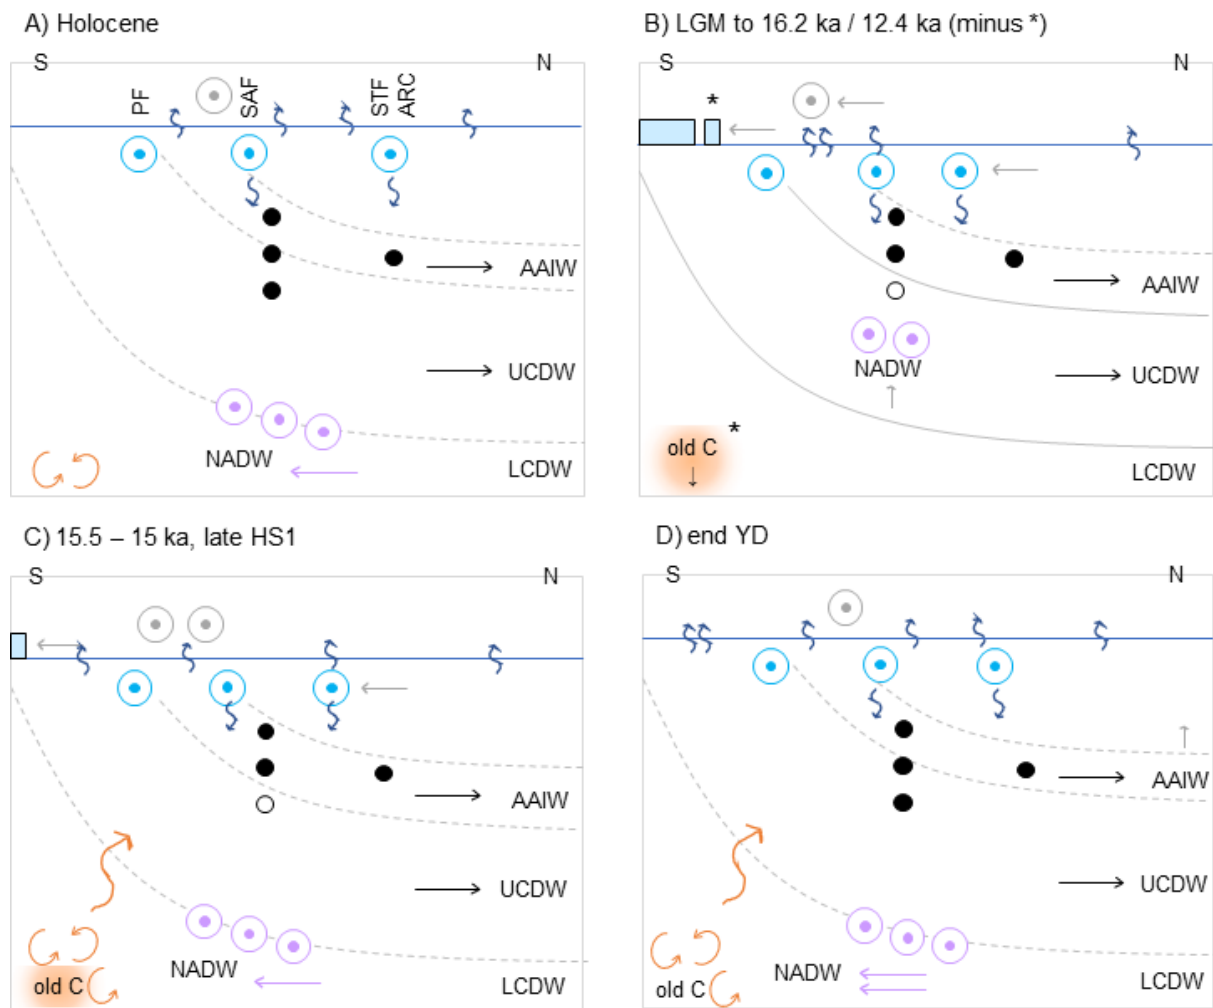 A) Holocene
S
N
PF
SAF
STF
ARC
AAIW
UCDW
NADW
LCDW
B) LGM to 16.2 ka / 12.4 ka (minus *)
S
N
*
AAIW
NADW
UCDW
old C *
LCDW
C) 15.5 – 15 ka, late HS1
S
N
AAIW
UCDW
NADW
old C
LCDW
D) end YD
S
N
AAIW
UCDW
NADW
old C
LCDW